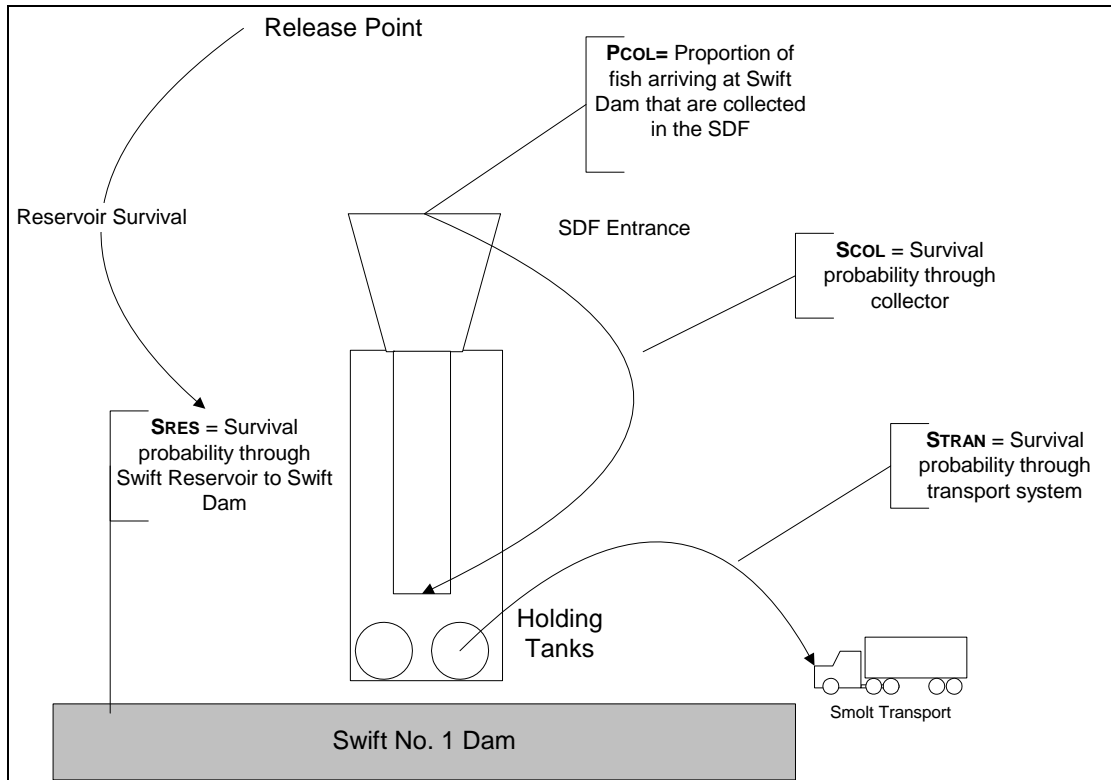 Release Point
PCOL= Proportion of
fish arriving at Swift
Dam that are collected
in the SDF
Reservoir Survival
SDF Entrance
SCOL = Survival
probability through
collector
SRES = Survival
probability through
Swift Reservoir to Swift
Dam
STRAN = Survival
probability through
transport system
Holding
Tanks
Smolt Transport
Swift No. 1 Dam